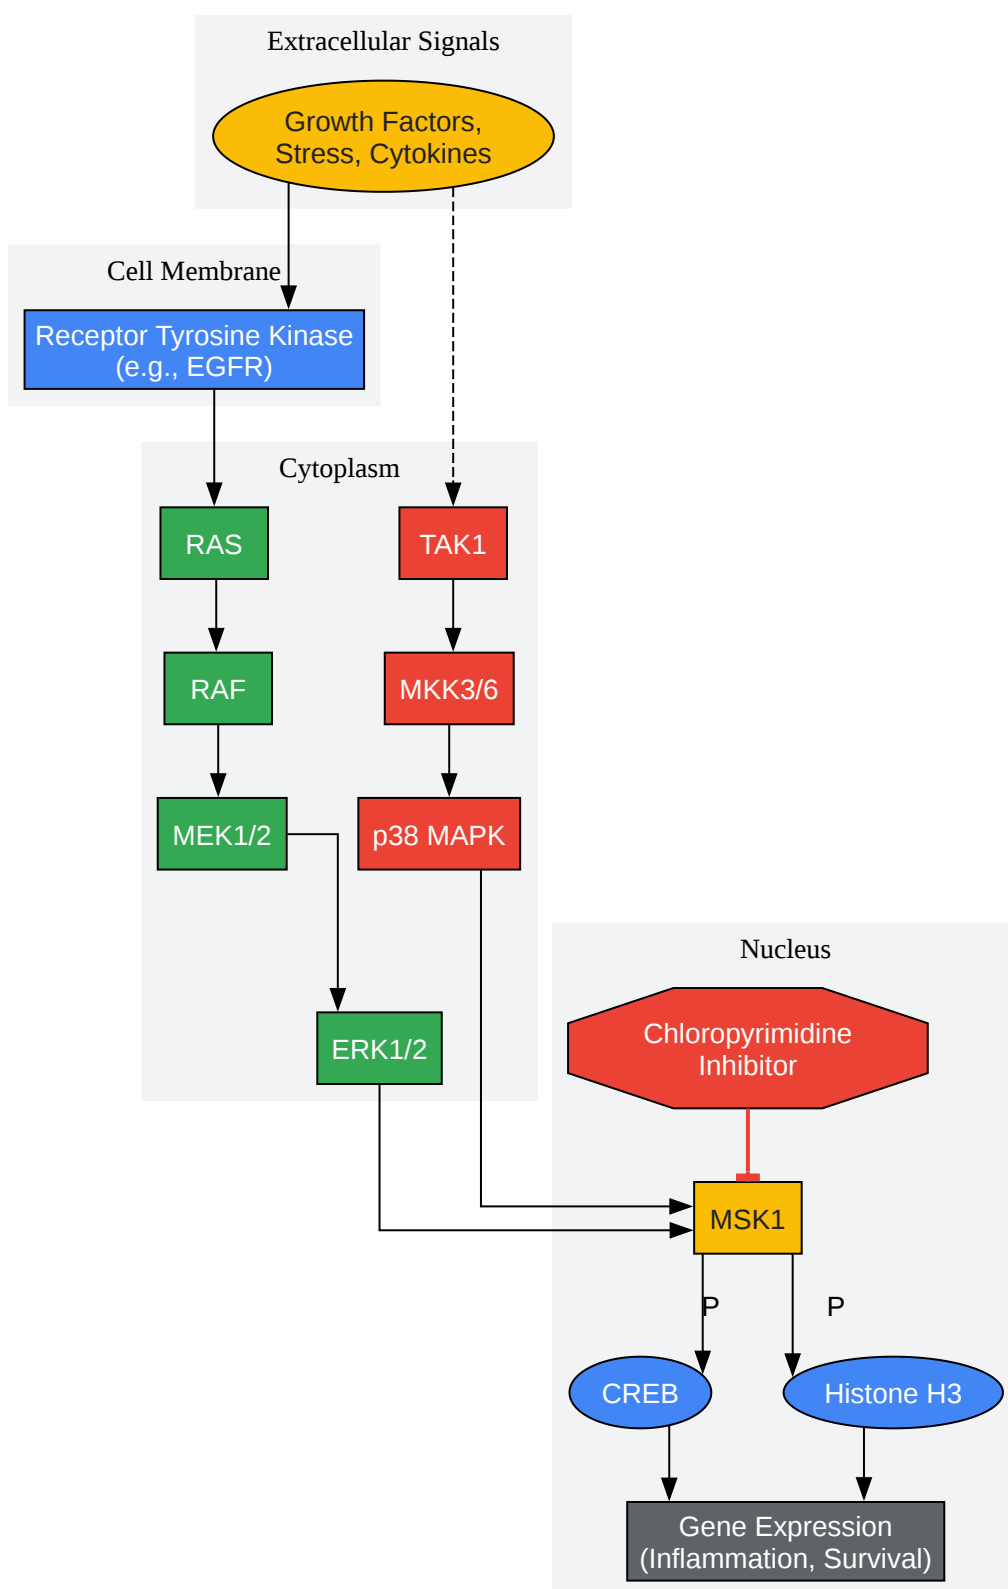 Extracellular Signals
Growth Factors,
Stress, Cytokines
Cell Membrane
Receptor Tyrosine Kinase
(e.g., EGFR)
Cytoplasm
RAS
TAK1
RAF
MKK3/6
MEK1/2
p38 MAPK
ERK1/2
Nucleus
Chloropyrimidine
Inhibitor
MSK1
P
P
CREB
Histone H3
Gene Expression
(Inflammation, Survival)